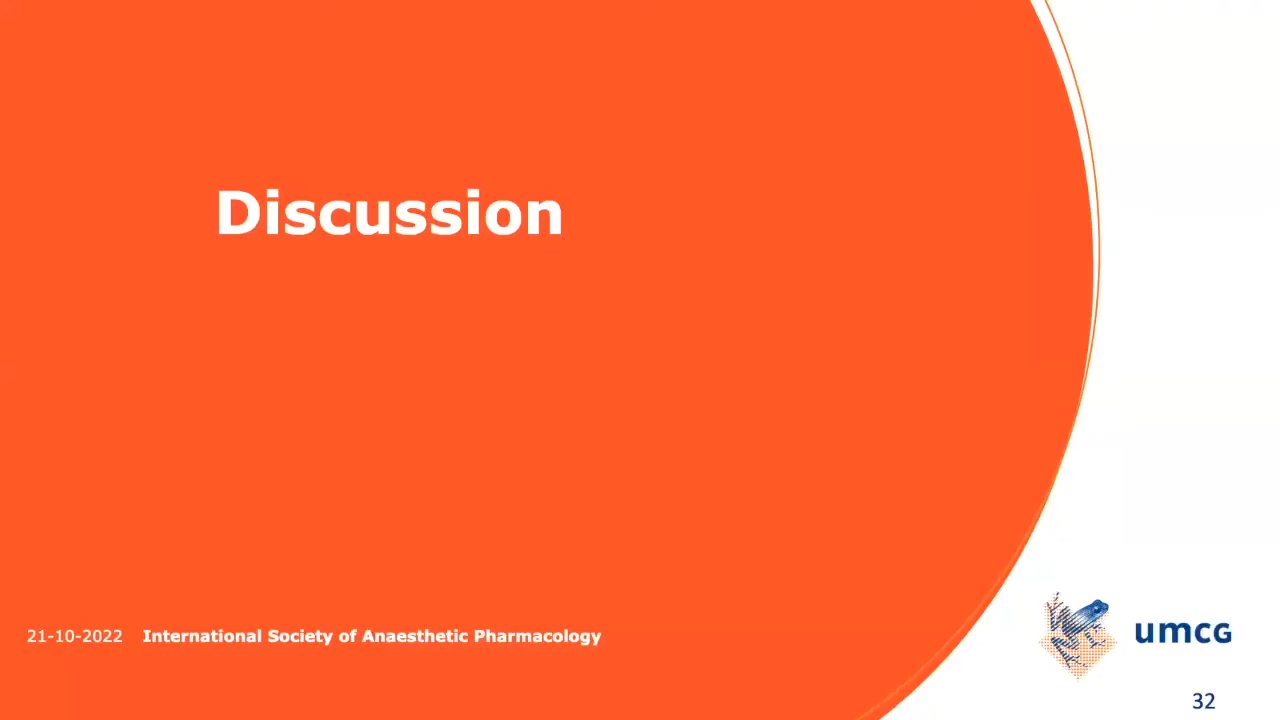 Discussion
21-10-2022 International Society of Anaesthetic Pharmacology
umcg
32